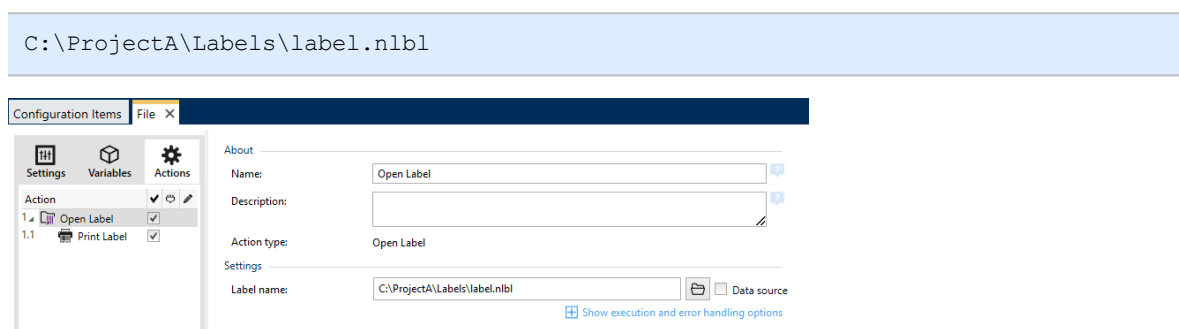 C:\ProjectA\Labels\label.nlbl
Configuration Items File
Settings Variables Actions
Action
1 Open Label
1.1 Print Label
About
Name: Open Label
Description:
Action type: Open Label
Settings
Label name: C:\ProjectA\Labels\label.nlbl Data source
Show execution and error handling options